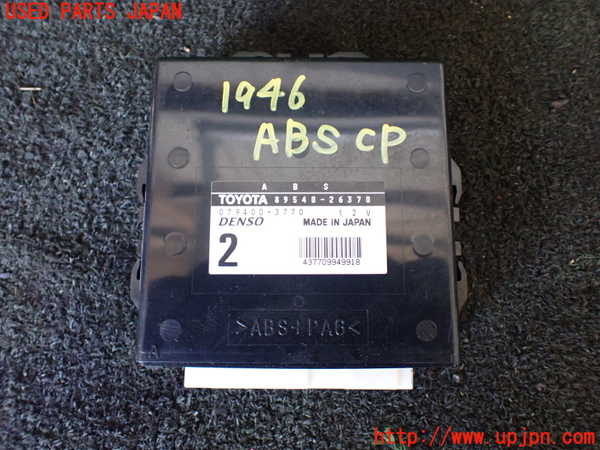 USED PARTS JAPAN
1946
ABS CP
A B S
TOYOTA 89540-26370
079400-3770 12V
DENSO MADE IN JAPAN
2
437709949918
>ABS+PA6<
A
http://www.upjpn.com/